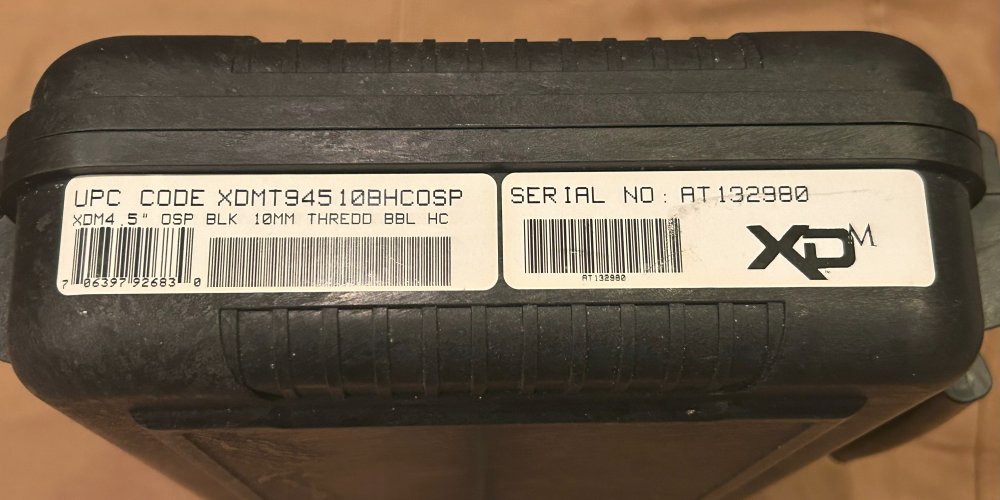 UPC CODE XDMT94510BHCOSP
XDM4.5" OSP BLK 10MM THREDD BBL HC
7 06397 92683 0
SERIAL NO: AT132980
AT132980
XDM